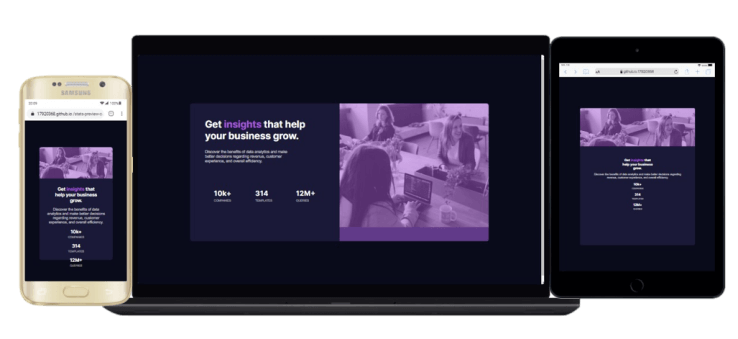 SAMSUNG
Get insights that
help your business
grow.
Discover the benefits of data
analytics and make better decisions
regarding revenue, customer
experience, and overall efficiency.
10k+
COMPANIES
314
TEMPLATES
12M+
QUERIES
Get insights that help
your business grow.
Discover the benefits of data analytics and make
better decisions regarding revenue, customer
experience, and overall efficiency.
10k+
314
12M+
COMPANIES
TEMPLATES
QUERIES
Get insights that
help your business
grow.
Discover the benefits of data analytics and make better decisions regarding
revenue, customer experience, and overall efficiency.
10k+
COMPANIES
314
TEMPLATES
12M+
QUERIES